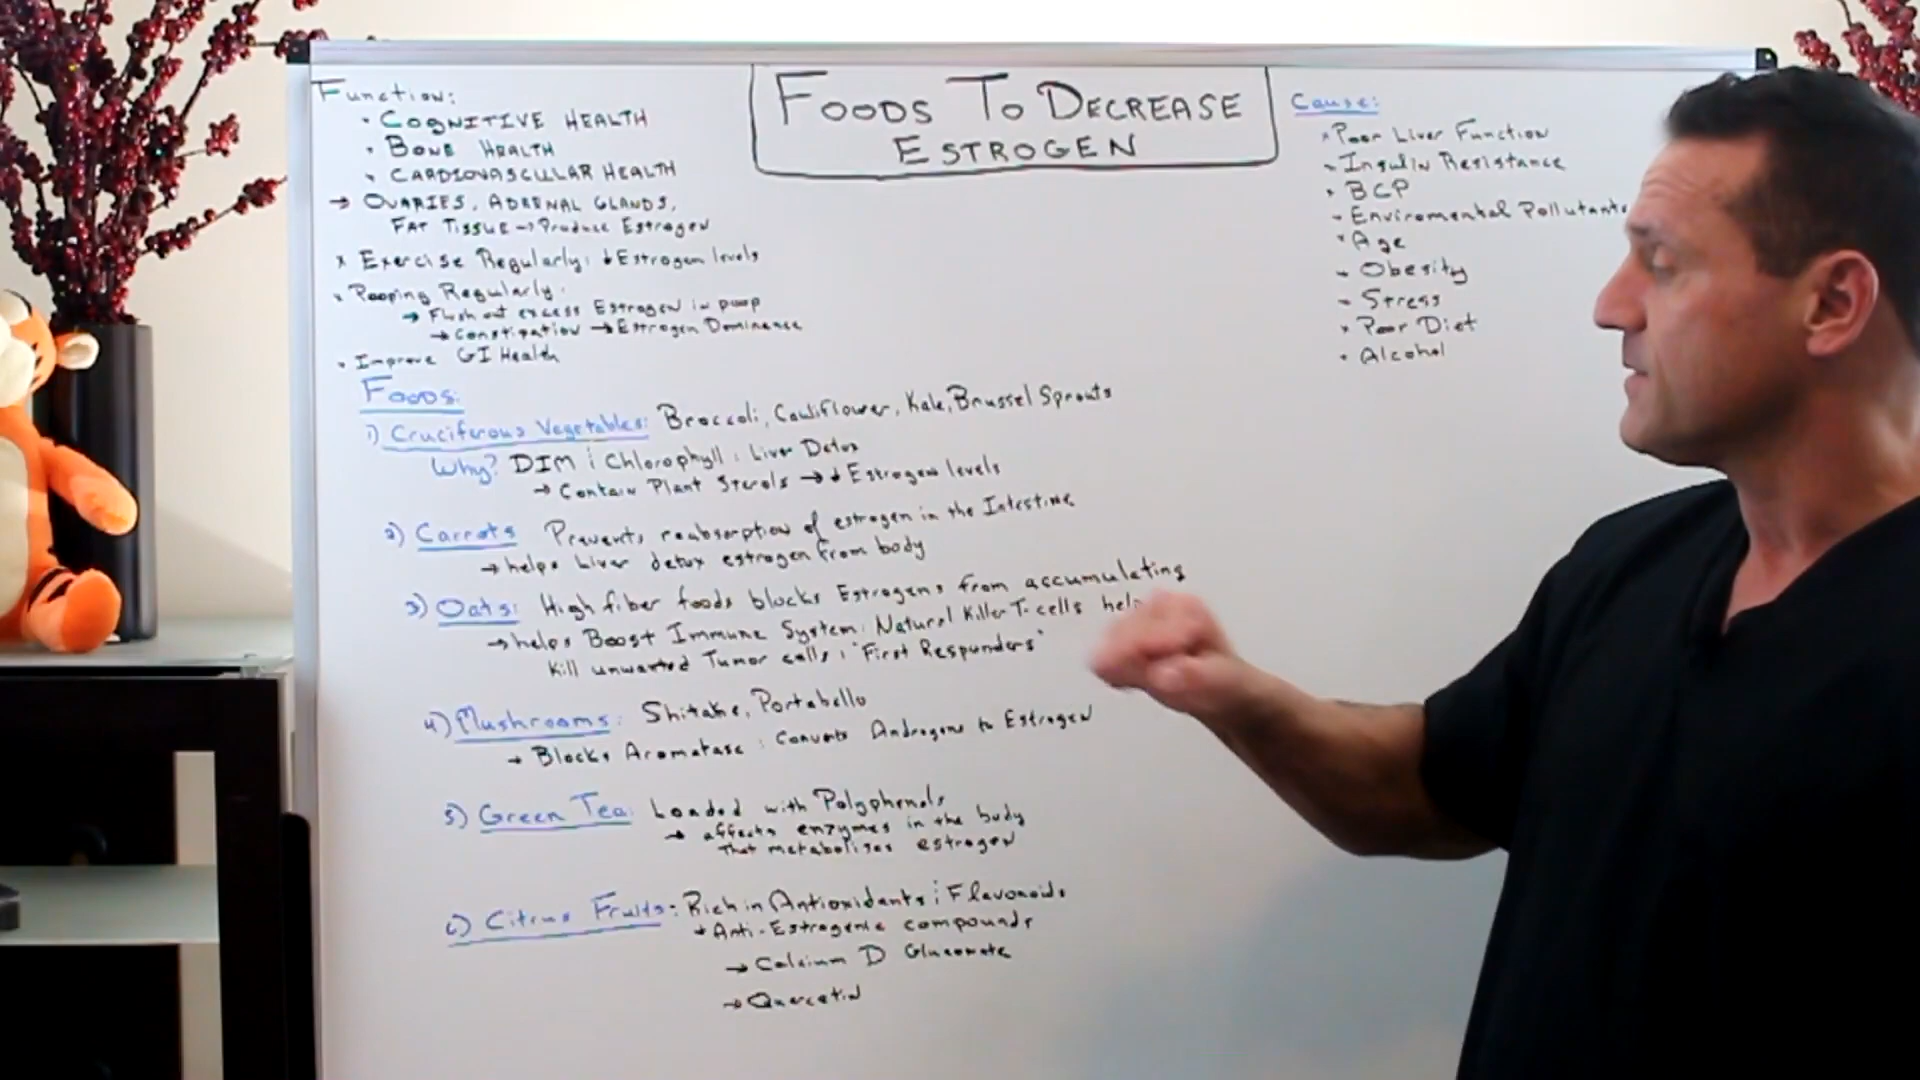 FOODS TO DECREASE
ESTROGEN
Function:
• COGNITIVE HEALTH
• BONE HEALTH
• CARDIOVASCULAR HEALTH
→ OVARIES, ADRENAL GLANDS,
FAT TISSUE → Produce Estrogen
• Exercise Regularly: ↓ Estrogen levels
• Pooping Regularly:
→ Flush out excess Estrogen in poop
→ Constipation → Estrogen Dominence
• Improve GI Health
Foods:
1) Cruciferous Vegetables: Broccoli, Cauliflower, Kale, Brussel Sprouts
Why? DIM ; Chlorophyll : Liver Detox
→ Contain Plant Sterols → ↓ Estrogen levels
2) Carrots Prevents reabsorption of estrogen in the Intestine
→ helps Liver detox estrogen from body
3) Oats: High fiber foods blocks Estrogens from accumulating
→ helps Boost Immune System: Natural Killer T-cells help
Kill unwanted Tumor cells; "First Responders"
4) Mushrooms: Shitake, Portabello
→ Blocks Aromatase : Converts Androgens to Estrogen
5) Green Tea: Loaded with Polyphenols
→ affects enzymes in the body
that metabolises estrogen
6) Citrus Fruits: Rich in Antioxidants ; Flavonoids
→ Anti-Estrogenic compounds
→ Calcium D Glucomate
→ Quercetin
Cause:
• Poor Liver Function
• Insulin Resistance
• BCP
• Enviromental Pollutants
• Age
• Obesity
• Stress
• Poor Diet
• Alcohol